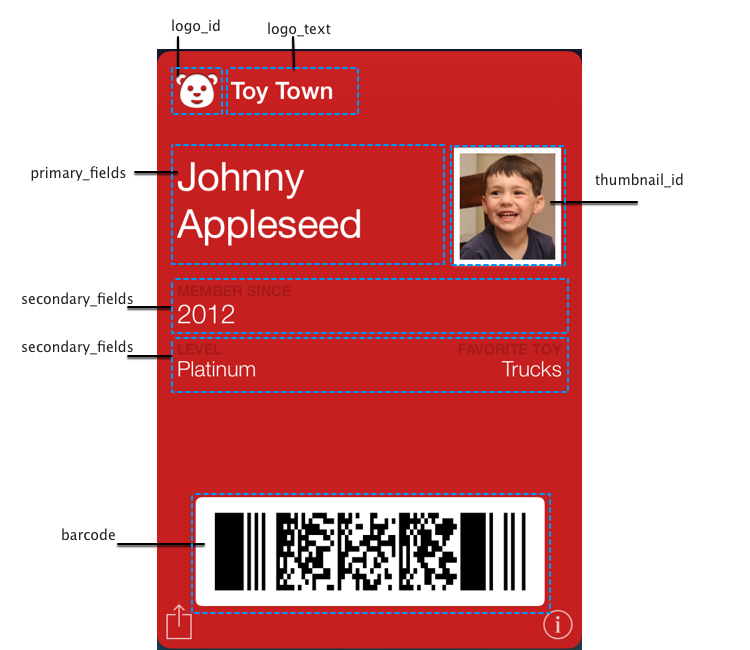 logo_id
logo_text
Toy Town
primary_fields
Johnny
Appleseed
thumbnail_id
secondary_fields
MEMBER SINCE
2012
secondary_fields
LEVEL FAVORITE TOY
Platinum Trucks
barcode
i